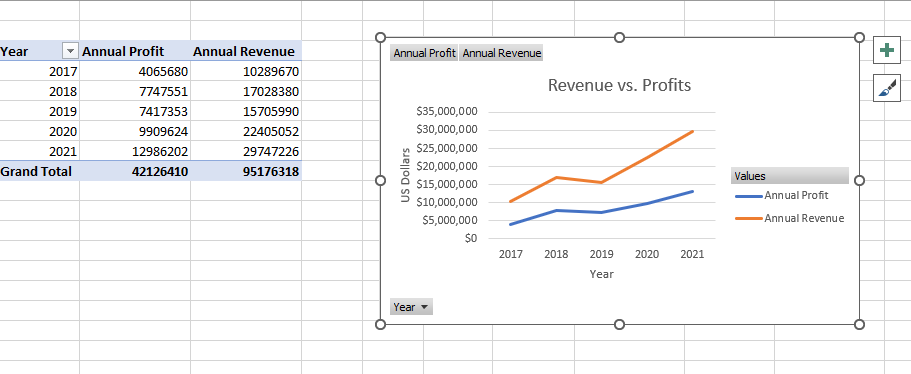 Year Annual Profit Annual Revenue
2017 4065680 10289670
2018 7747551 17028380
2019 7417353 15705990
2020 9909624 22405052
2021 12986202 29747226
Grand Total 42126410 95176318
Annual Profit Annual Revenue
Revenue vs. Profits
$35,000,000
$30,000,000
$25,000,000
$20,000,000
$15,000,000
$10,000,000
$5,000,000
$0
US Dollars
2017 2018 2019 2020 2021
Year
Values
Annual Profit
Annual Revenue
Year